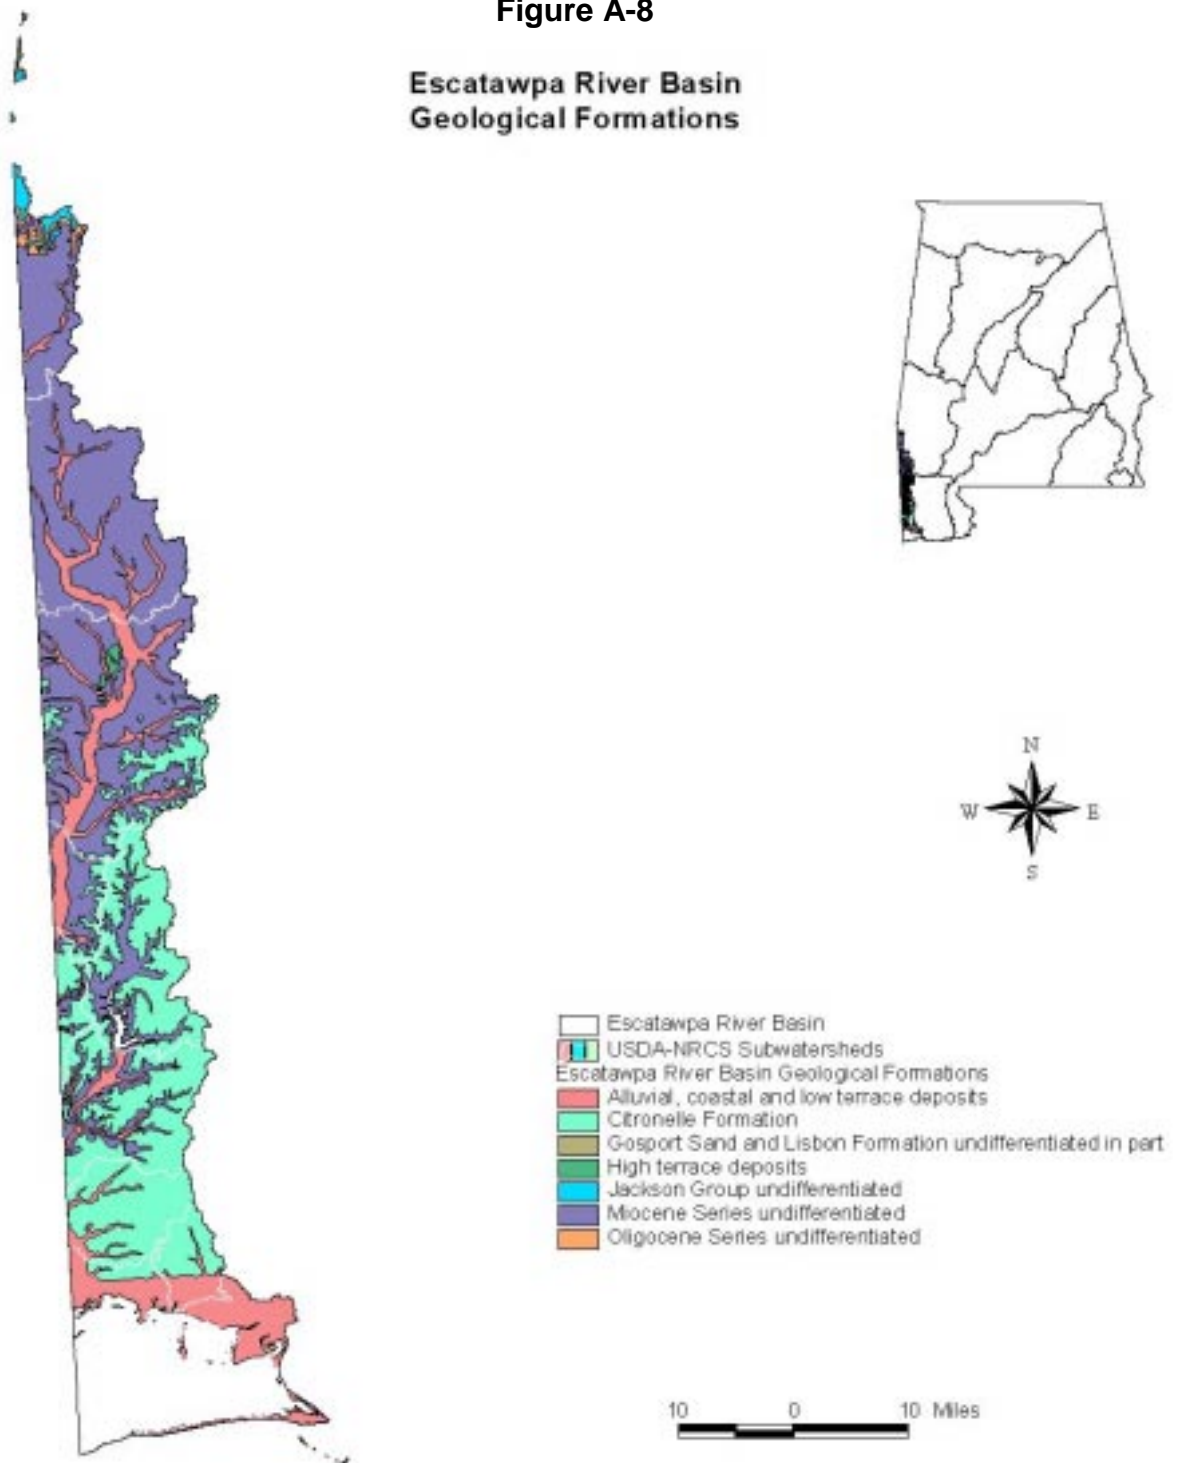 Figure A-8
Escatawpa River Basin
Geological Formations
N
W
E
S
Escatawpa River Basin
USDA-NRCS Subwatersheds
Escatawpa River Basin Geological Formations
Alluvial, coastal and low terrace deposits
Citronelle Formation
Gosport Sand and Lisbon Formation undifferentiated in part
High terrace deposits
Jackson Group undifferentiated
Miocene Series undifferentiated
Oligocene Series undifferentiated
10 0 10 Miles